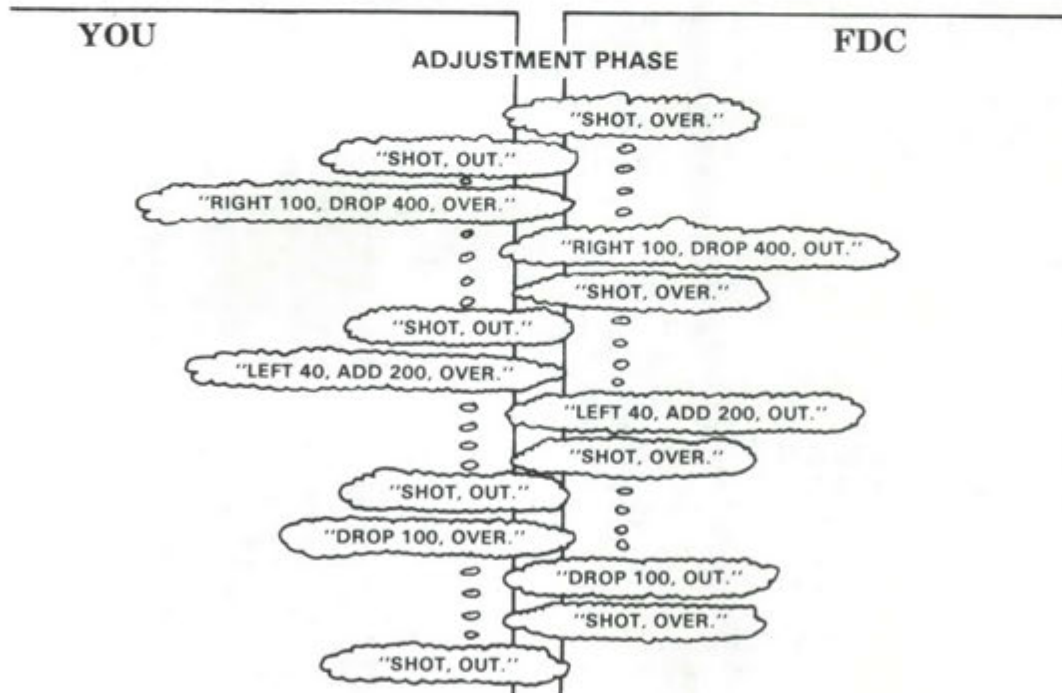 YOU
FDC
ADJUSTMENT PHASE
"SHOT, OVER."
"SHOT, OUT."
"RIGHT 100, DROP 400, OVER."
"RIGHT 100, DROP 400, OUT."
"SHOT, OVER."
"SHOT, OUT."
"LEFT 40, ADD 200, OVER."
"LEFT 40, ADD 200, OUT."
"SHOT, OVER."
"SHOT, OUT."
"DROP 100, OVER."
"DROP 100, OUT."
"SHOT, OVER."
"SHOT, OUT."